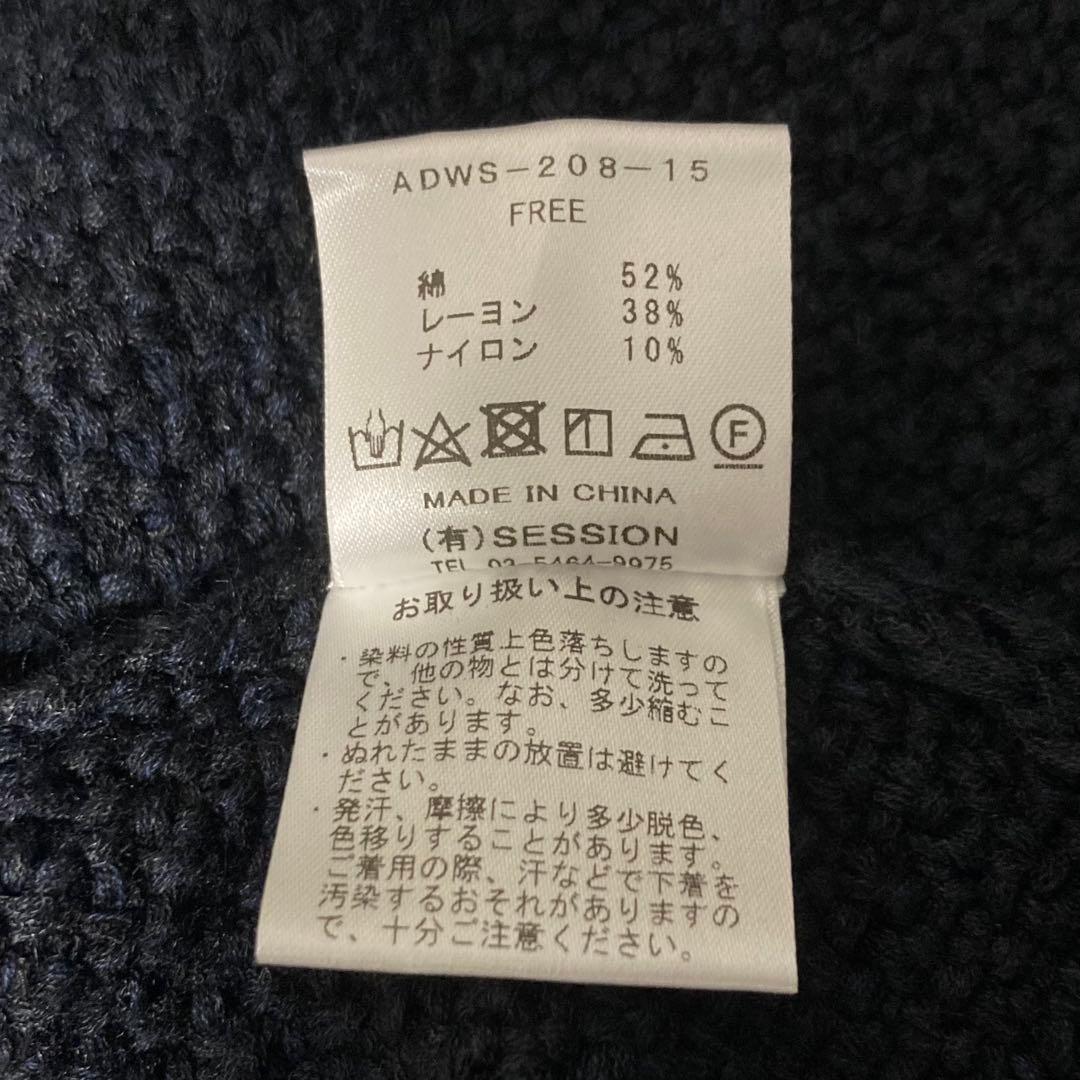 ADWS-208-15
FREE
綿 52%
レーヨン 38%
ナイロン 10%
F
MADE IN CHINA
(有)SESSION
TEL 03-5464-9975
お取り扱い上の注意
・染料の性質上色落ちしますの
で、他の物とは分けて洗って
ください。なお、多少縮むこ
とがあります。
・ぬれたままの放置は避けてく
ださい。
・発汗、摩擦により多少脱色、
色移りすることがあります。
ご着用の際、汗などで下着を
汚染するおそれがありますの
で、十分ご注意ください。